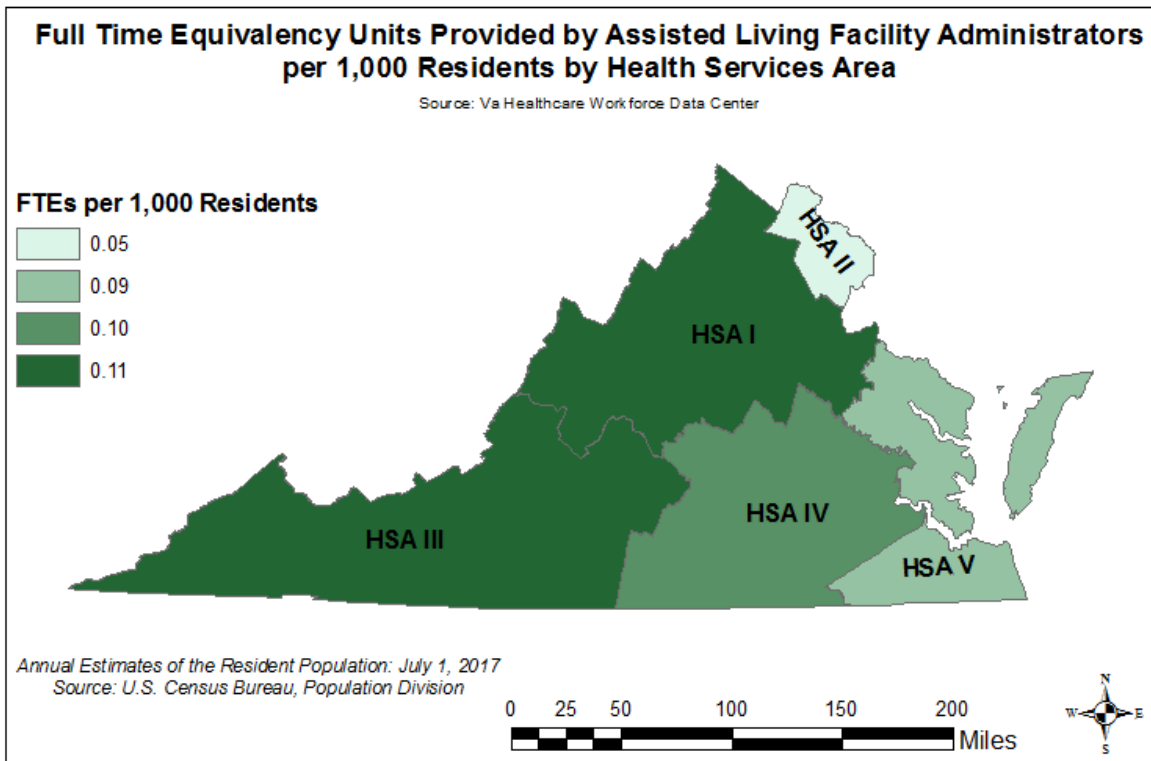 Full Time Equivalency Units Provided by Assisted Living Facility Administrators
per 1,000 Residents by Health Services Area
Source: Va Healthcare Workforce Data Center
FTEs per 1,000 Residents
0.05
0.09
0.10
0.11
HSA II
HSA I
HSA IV
HSA III
HSA V
Annual Estimates of the Resident Population: July 1, 2017
Source: U.S. Census Bureau, Population Division
0 25 50 100 150 200
Miles
N
W E
S